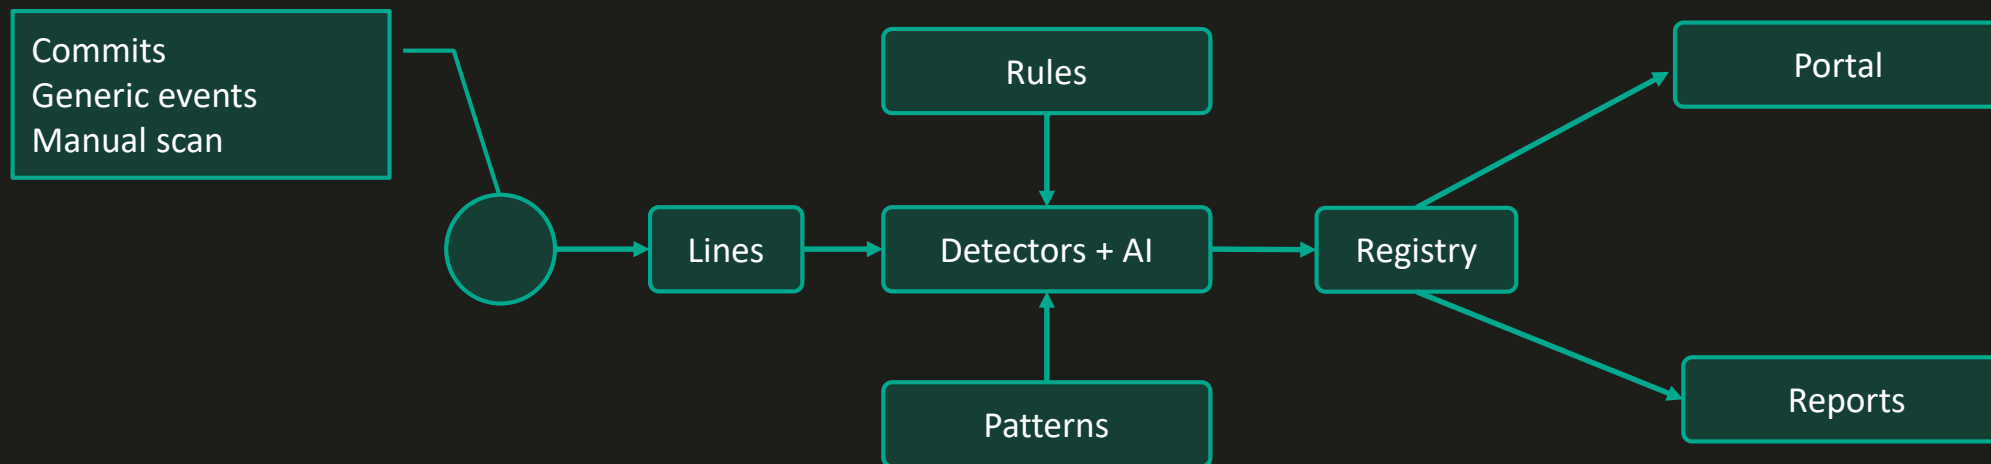 Commits
Generic events
Manual scan
Rules
Portal
Lines
Detectors + AI
Registry
Patterns
Reports